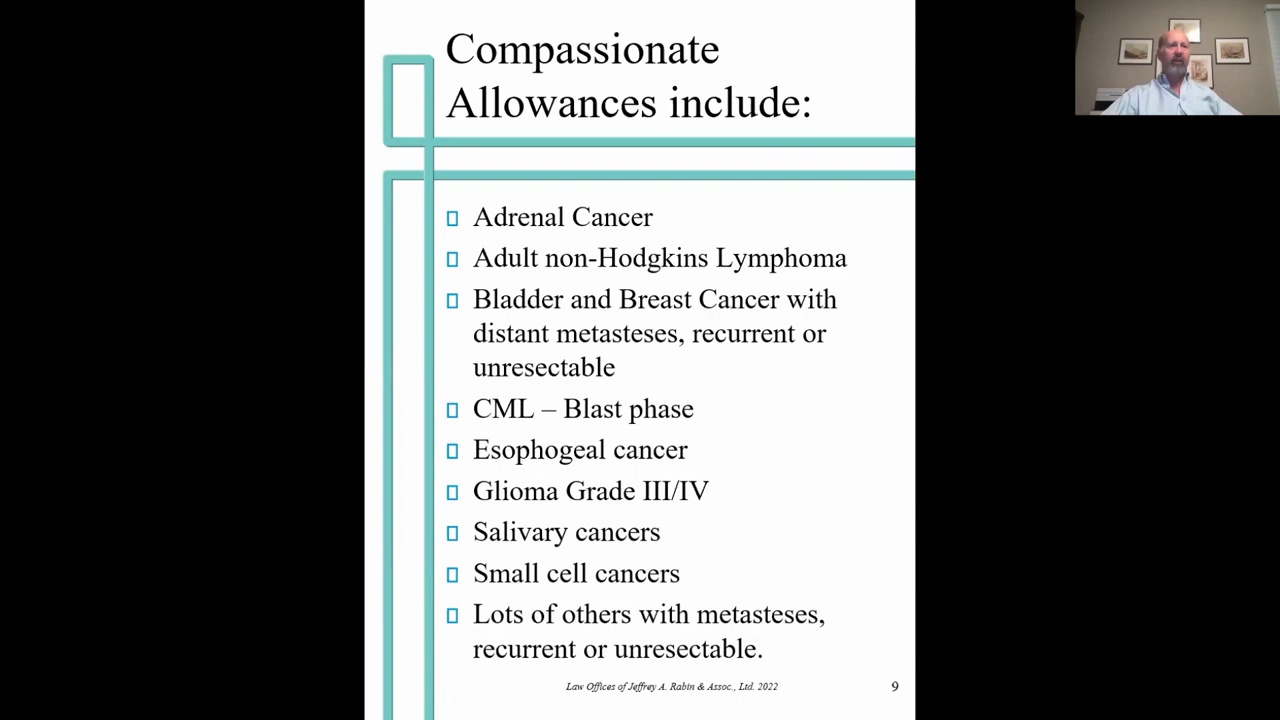 Compassionate
Allowances include:
Adrenal Cancer
Adult non-Hodgkins Lymphoma
Bladder and Breast Cancer with
distant metasteses, recurrent or
unresectable
CML – Blast phase
Esophogeal cancer
Glioma Grade III/IV
Salivary cancers
Small cell cancers
Lots of others with metasteses,
recurrent or unresectable.
Law Offices of Jeffrey A. Rabin & Assoc., Ltd. 2022
9